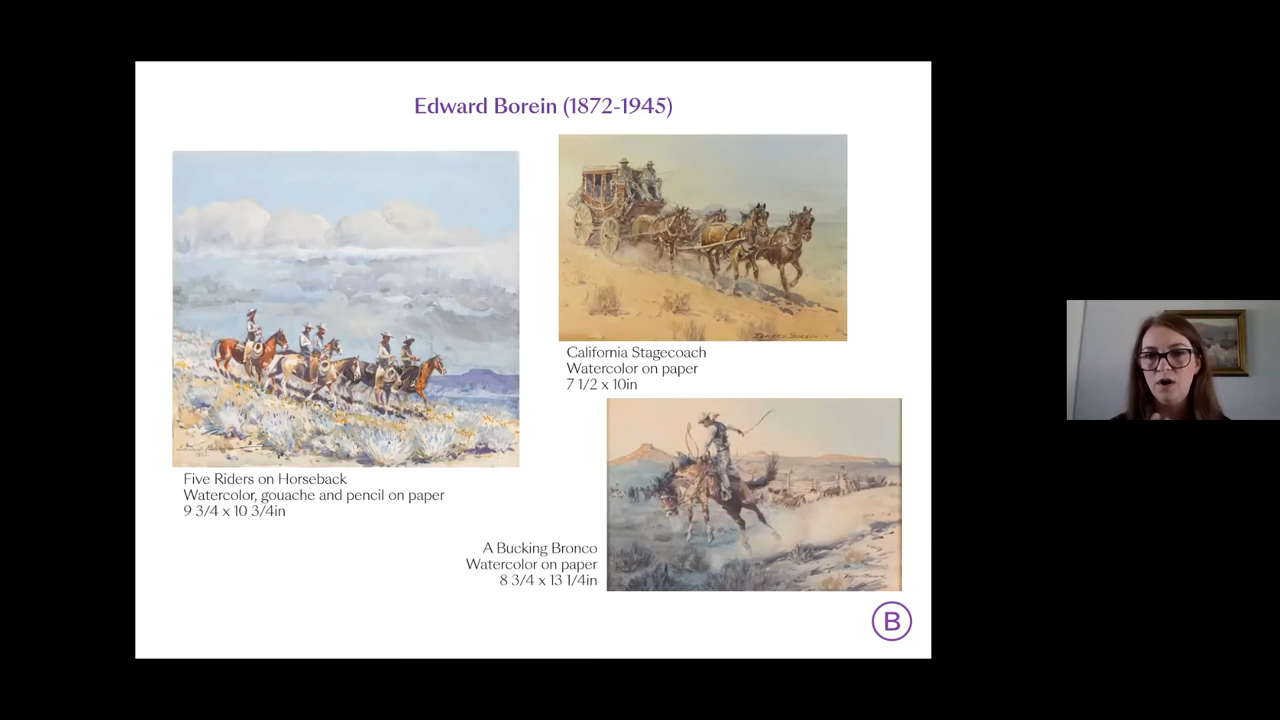 Edward Borein (1872-1945)
California Stagecoach
Watercolor on paper
7 1/2 x 10in
Five Riders on Horseback
Watercolor, gouache and pencil on paper
9 3/4 x 10 3/4in
A Bucking Bronco
Watercolor on paper
8 3/4 x 13 1/4in
B